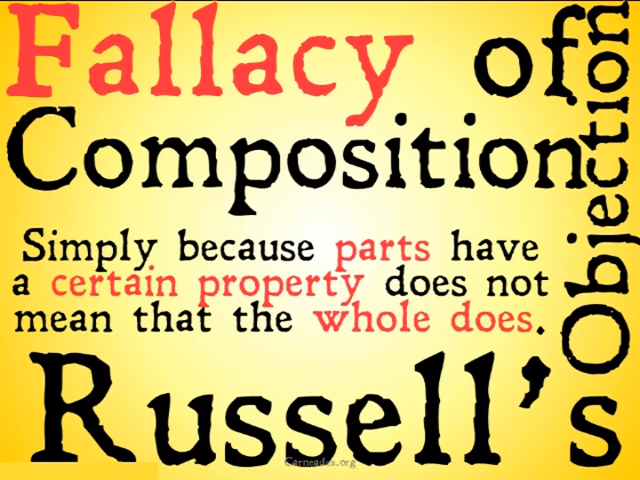 Fallacy of
Composition
Simply because parts have
a certain property does not
mean that the whole does.
Russell's
Objection
Carneades.org